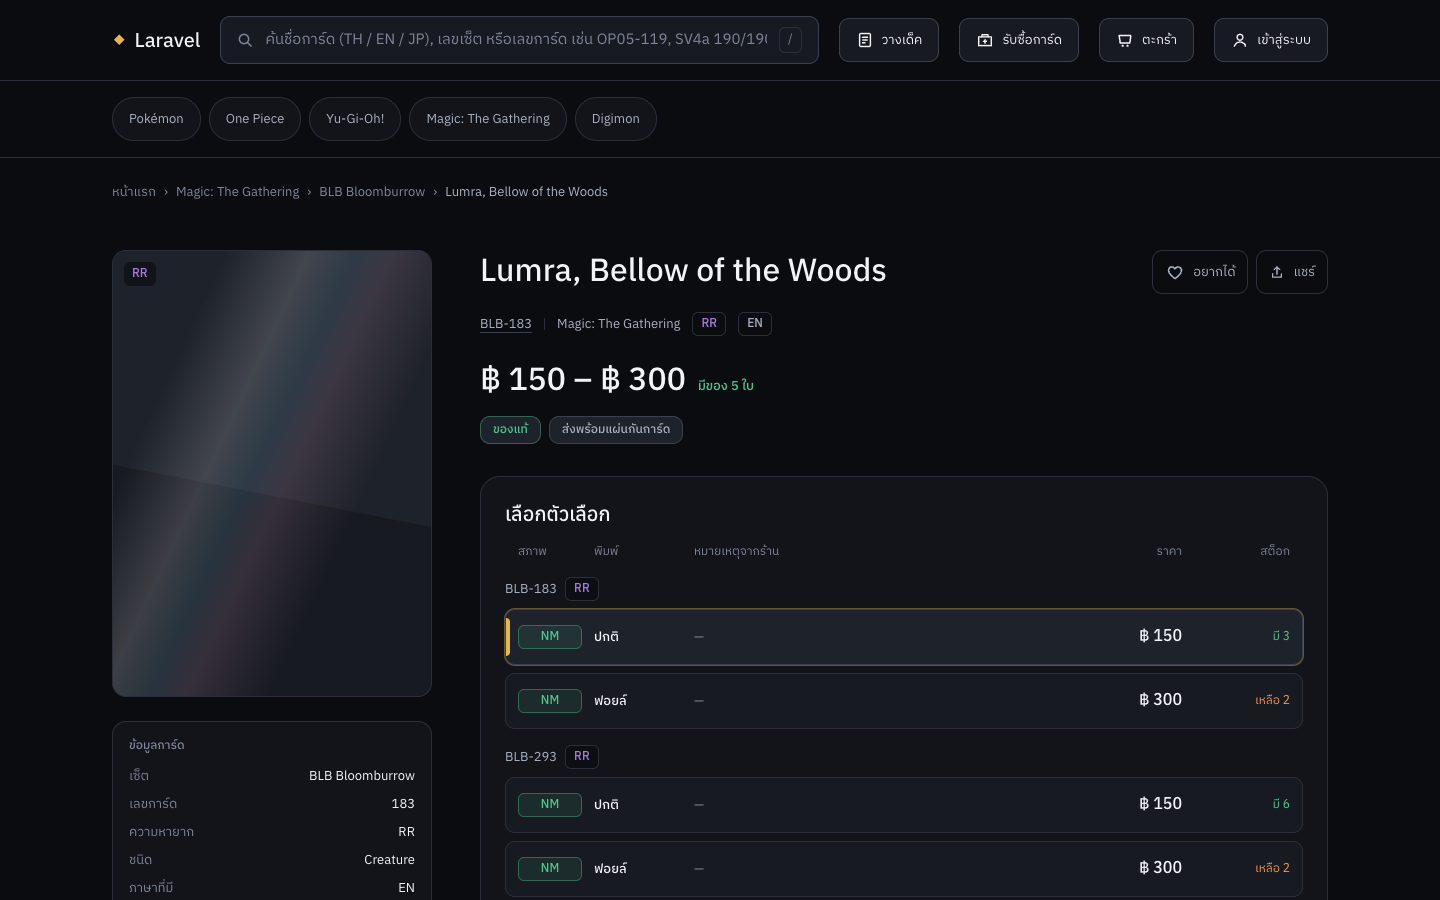 Laravel
ค้นชื่อการ์ด (TH / EN / JP), เลขเซ็ต หรือเลขการ์ด เช่น OP05-119, SV4a 190/190
/
วางเด็ค
รับซื้อการ์ด
ตะกร้า
เข้าสู่ระบบ
Pokémon
One Piece
Yu-Gi-Oh!
Magic: The Gathering
Digimon
หน้าแรก › Magic: The Gathering › BLB Bloomburrow › Lumra, Bellow of the Woods
RR
Lumra, Bellow of the Woods
อยากได้
แชร์
BLB-183 | Magic: The Gathering RR EN
฿ 150 – ฿ 300 มีของ 5 ใบ
ของแท้
ส่งพร้อมแผ่นกันการ์ด
เลือกตัวเลือก
สภาพ พิมพ์ หมายเหตุจากร้าน ราคา สต็อก
BLB-183 RR
NM ปกติ — ฿ 150 มี 3
NM ฟอยล์ — ฿ 300 เหลือ 2
BLB-293 RR
NM ปกติ — ฿ 150 มี 6
NM ฟอยล์ — ฿ 300 เหลือ 2
ข้อมูลการ์ด
เซ็ต BLB Bloomburrow
เลขการ์ด 183
ความหายาก RR
ชนิด Creature
ภาษาที่มี EN